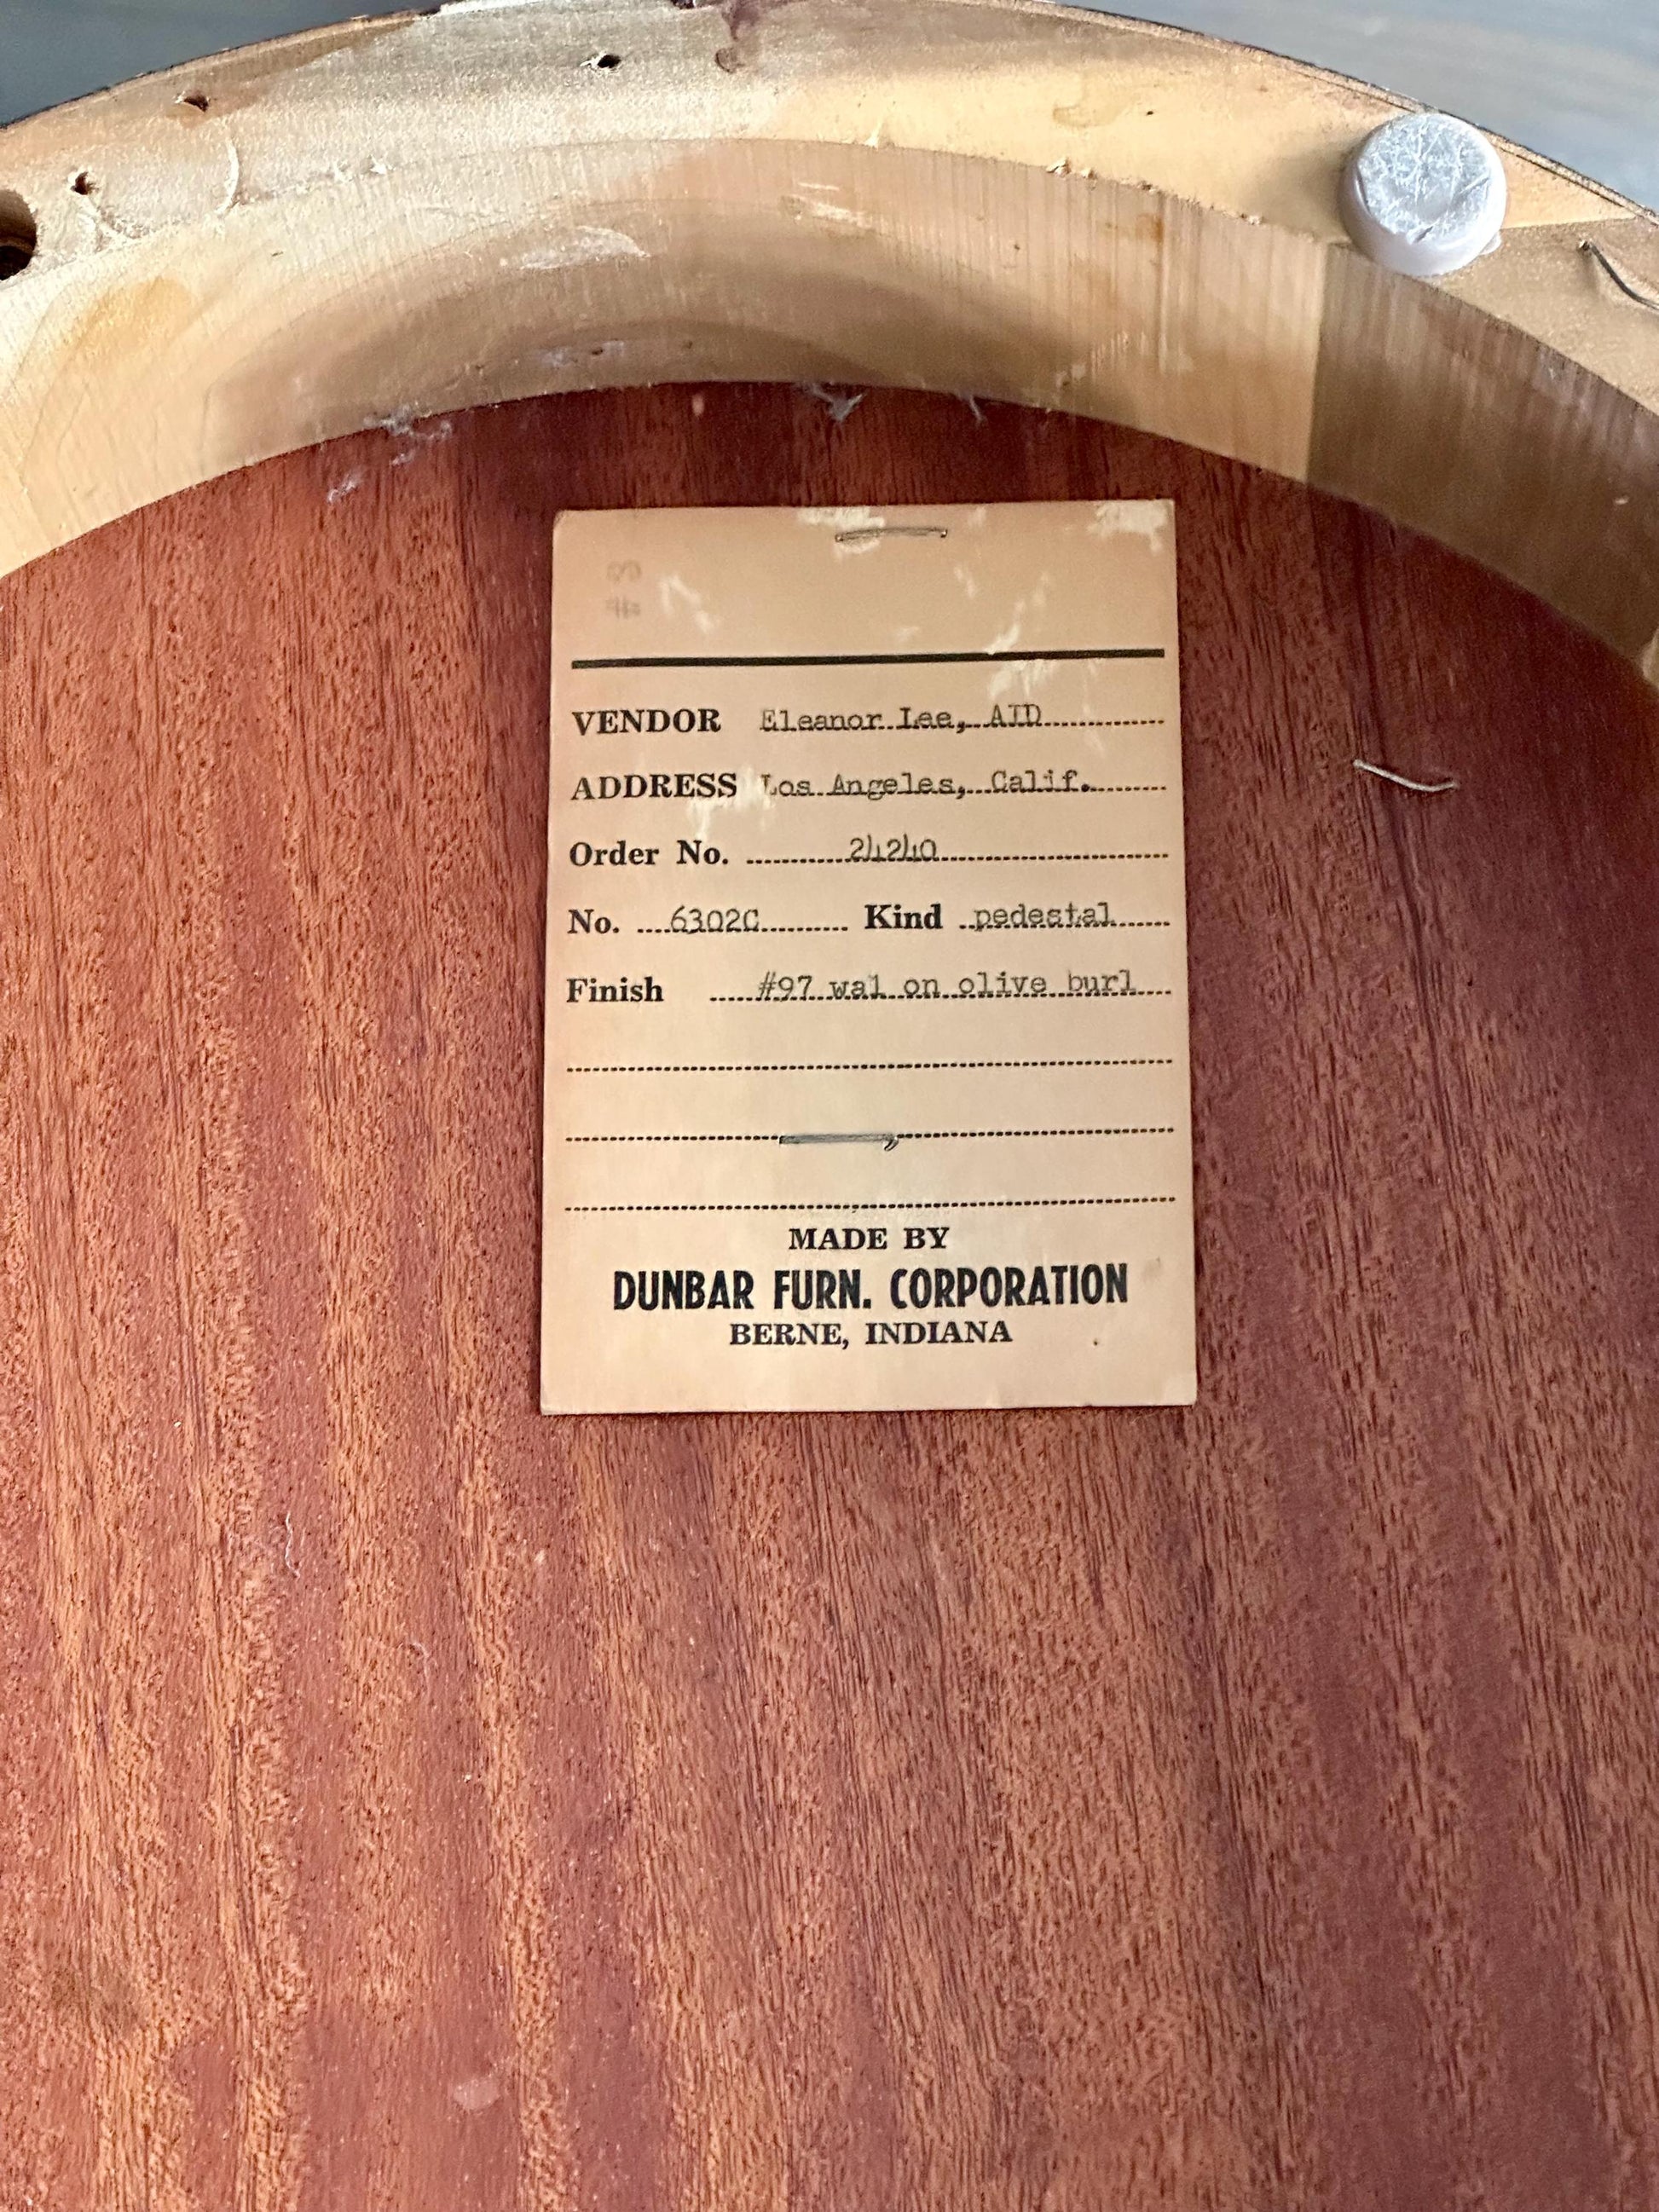 VENDOR Eleanor Lee, AID
ADDRESS Los Angeles, Calif.
Order No. 24240
No. 6302C Kind pedestal
Finish #97 wal on olive burl
MADE BY
DUNBAR FURN. CORPORATION
BERNE, INDIANA